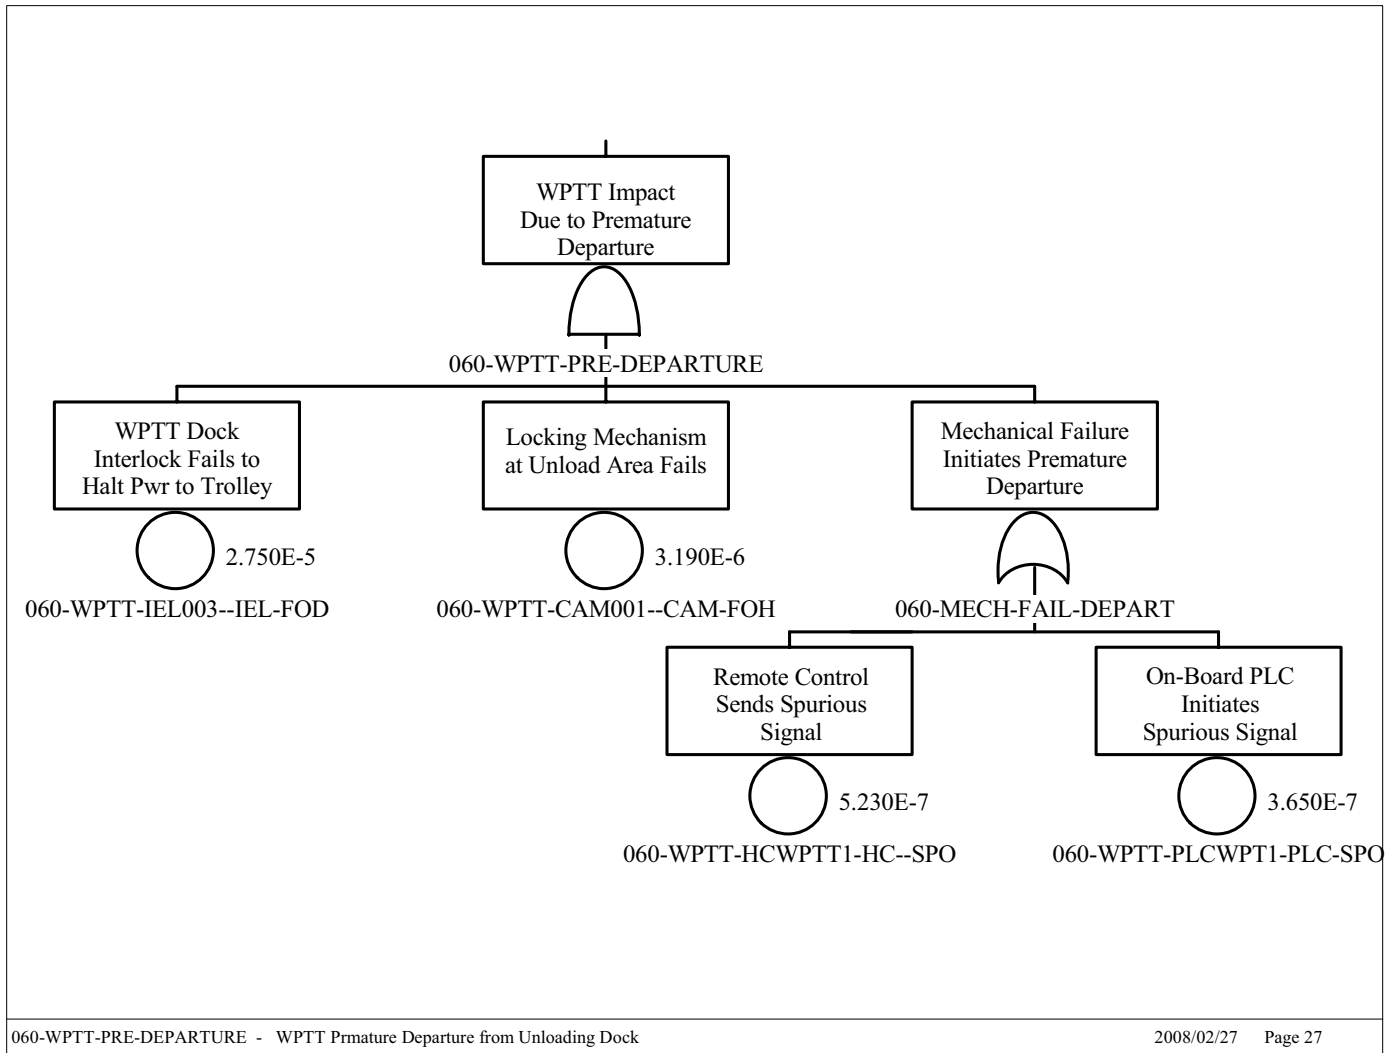 WPTT Impact
Due to Premature
Departure
060-WPTT-PRE-DEPARTURE
WPTT Dock
Interlock Fails to
Halt Pwr to Trolley
2.750E-5
060-WPTT-IEL003--IEL-FOD
Locking Mechanism
at Unload Area Fails
3.190E-6
060-WPTT-CAM001--CAM-FOH
Mechanical Failure
Initiates Premature
Departure
060-MECH-FAIL-DEPART
Remote Control
Sends Spurious
Signal
5.230E-7
060-WPTT-HCWPTT1-HC--SPO
On-Board PLC
Initiates
Spurious Signal
3.650E-7
060-WPTT-PLCWPT1-PLC-SPO
060-WPTT-PRE-DEPARTURE - WPTT Prmature Departure from Unloading Dock
2008/02/27 Page 27